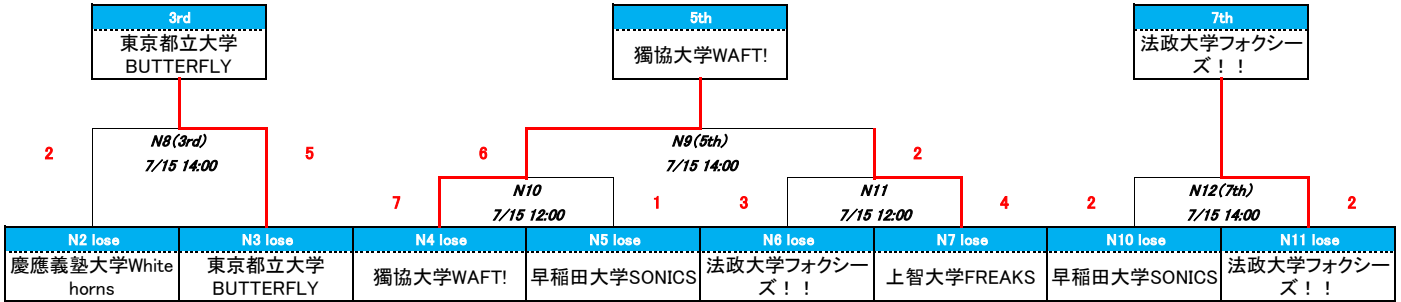 3rd
5th
7th
東京都立大学
BUTTERFLY
獨協大学WAFT!
法政大学フォクシー
ズ！！
N8(3rd)
7/15 14:00
2
5
N9(5th)
7/15 14:00
6
2
N10
7/15 12:00
7
1
N11
7/15 12:00
3
4
N12(7th)
7/15 14:00
2
2
N2 lose
N3 lose
N4 lose
N5 lose
N6 lose
N7 lose
N10 lose
N11 lose
慶應義塾大学White
horns
東京都立大学
BUTTERFLY
獨協大学WAFT!
早稲田大学SONICS
法政大学フォクシー
ズ！！
上智大学FREAKS
早稲田大学SONICS
法政大学フォクシー
ズ！！